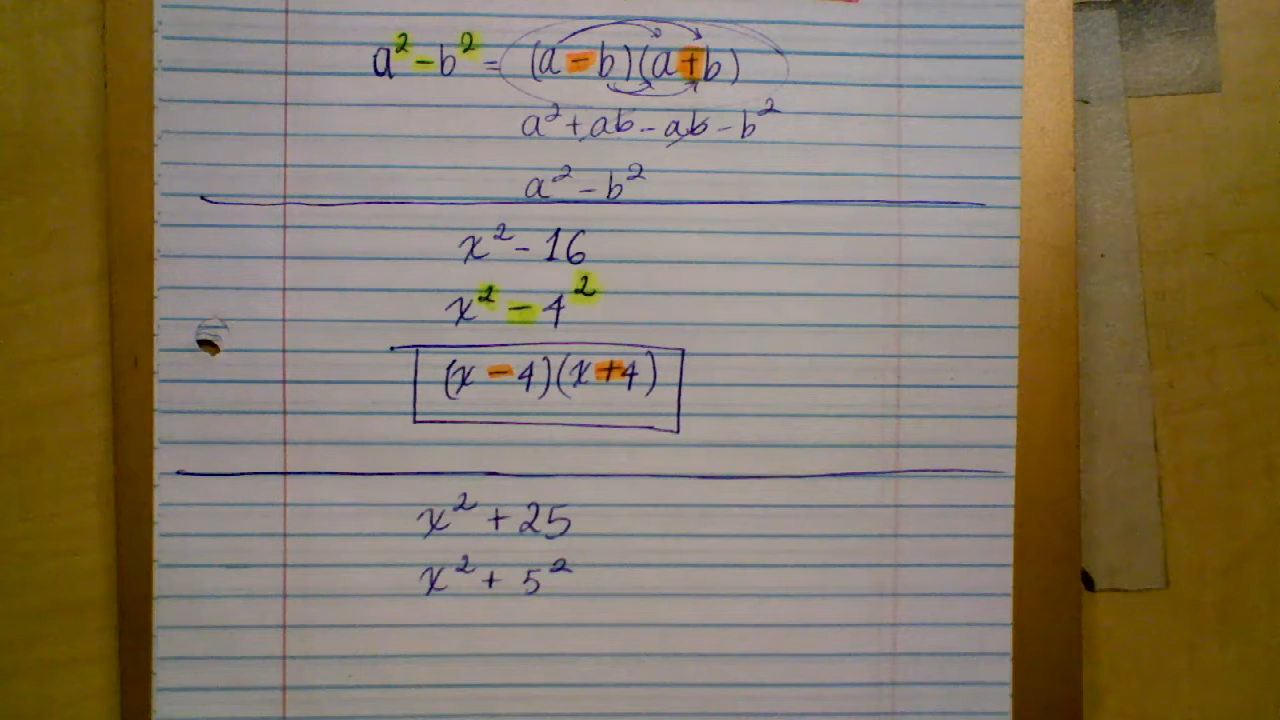 a² - b² = (a - b)(a + b)
a² + ab - ab - b²
a² - b²
x² - 16
x² - 4²
(x - 4)(x + 4)
x² + 25
x² + 5²